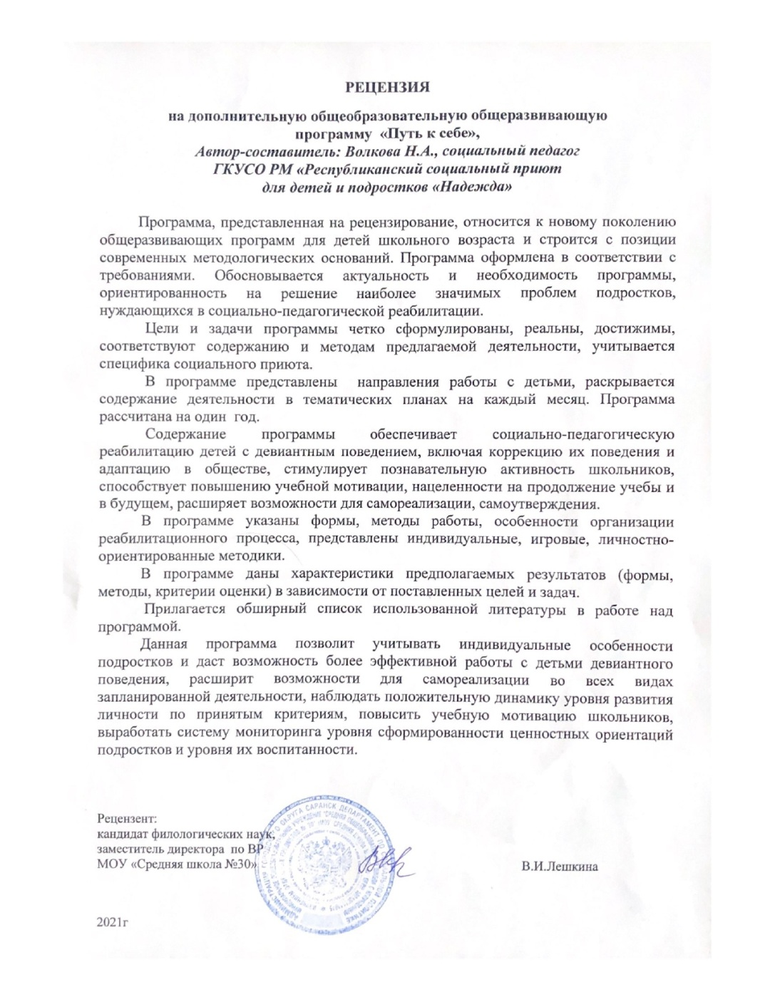 РЕЦЕНЗИЯ
на дополнительную общеобразовательную общеразвивающую
программу «Путь к себе»,
Автор-составитель: Волкова Н.А., социальный педагог
ГКУСО РМ «Республиканский социальный приют
для детей и подростков «Надежда»
Программа, представленная на рецензирование, относится к новому поколению
общеразвивающих программ для детей школьного возраста и строится с позиции
современных методологических оснований. Программа оформлена в соответствии с
требованиями. Обосновывается актуальность и необходимость программы,
ориентированность на решение наиболее значимых проблем подростков,
нуждающихся в социально-педагогической реабилитации.
Цели и задачи программы четко сформулированы, реальны, достижимы,
соответствуют содержанию и методам предлагаемой деятельности, учитывается
специфика социального приюта.
В программе представлены направления работы с детьми, раскрывается
содержание деятельности в тематических планах на каждый месяц. Программа
рассчитана на один год.
Содержание программы обеспечивает социально-педагогическую
реабилитацию детей с девиантным поведением, включая коррекцию их поведения и
адаптацию в обществе, стимулирует познавательную активность школьников,
способствует повышению учебной мотивации, нацеленности на продолжение учебы и
в будущем, расширяет возможности для самореализации, самоутверждения.
В программе указаны формы, методы работы, особенности организации
реабилитационного процесса, представлены индивидуальные, игровые, личностно-
ориентированные методики.
В программе даны характеристики предполагаемых результатов (формы,
методы, критерии оценки) в зависимости от поставленных целей и задач.
Прилагается обширный список использованной литературы в работе над
программой.
Данная программа позволит учитывать индивидуальные особенности
подростков и даст возможность более эффективной работы с детьми девиантного
поведения, расширит возможности для самореализации во всех видах
запланированной деятельности, наблюдать положительную динамику уровня развития
личности по принятым критериям, повысить учебную мотивацию школьников,
выработать систему мониторинга уровня сформированности ценностных ориентаций
подростков и уровня их воспитанности.
Рецензент:
кандидат филологических наук,
заместитель директора по ВР
МОУ «Средняя школа №30»
В.И.Лешкина
2021г
ОКРУГА САРАНСК ДЕПАРТАМЕНТ ПО